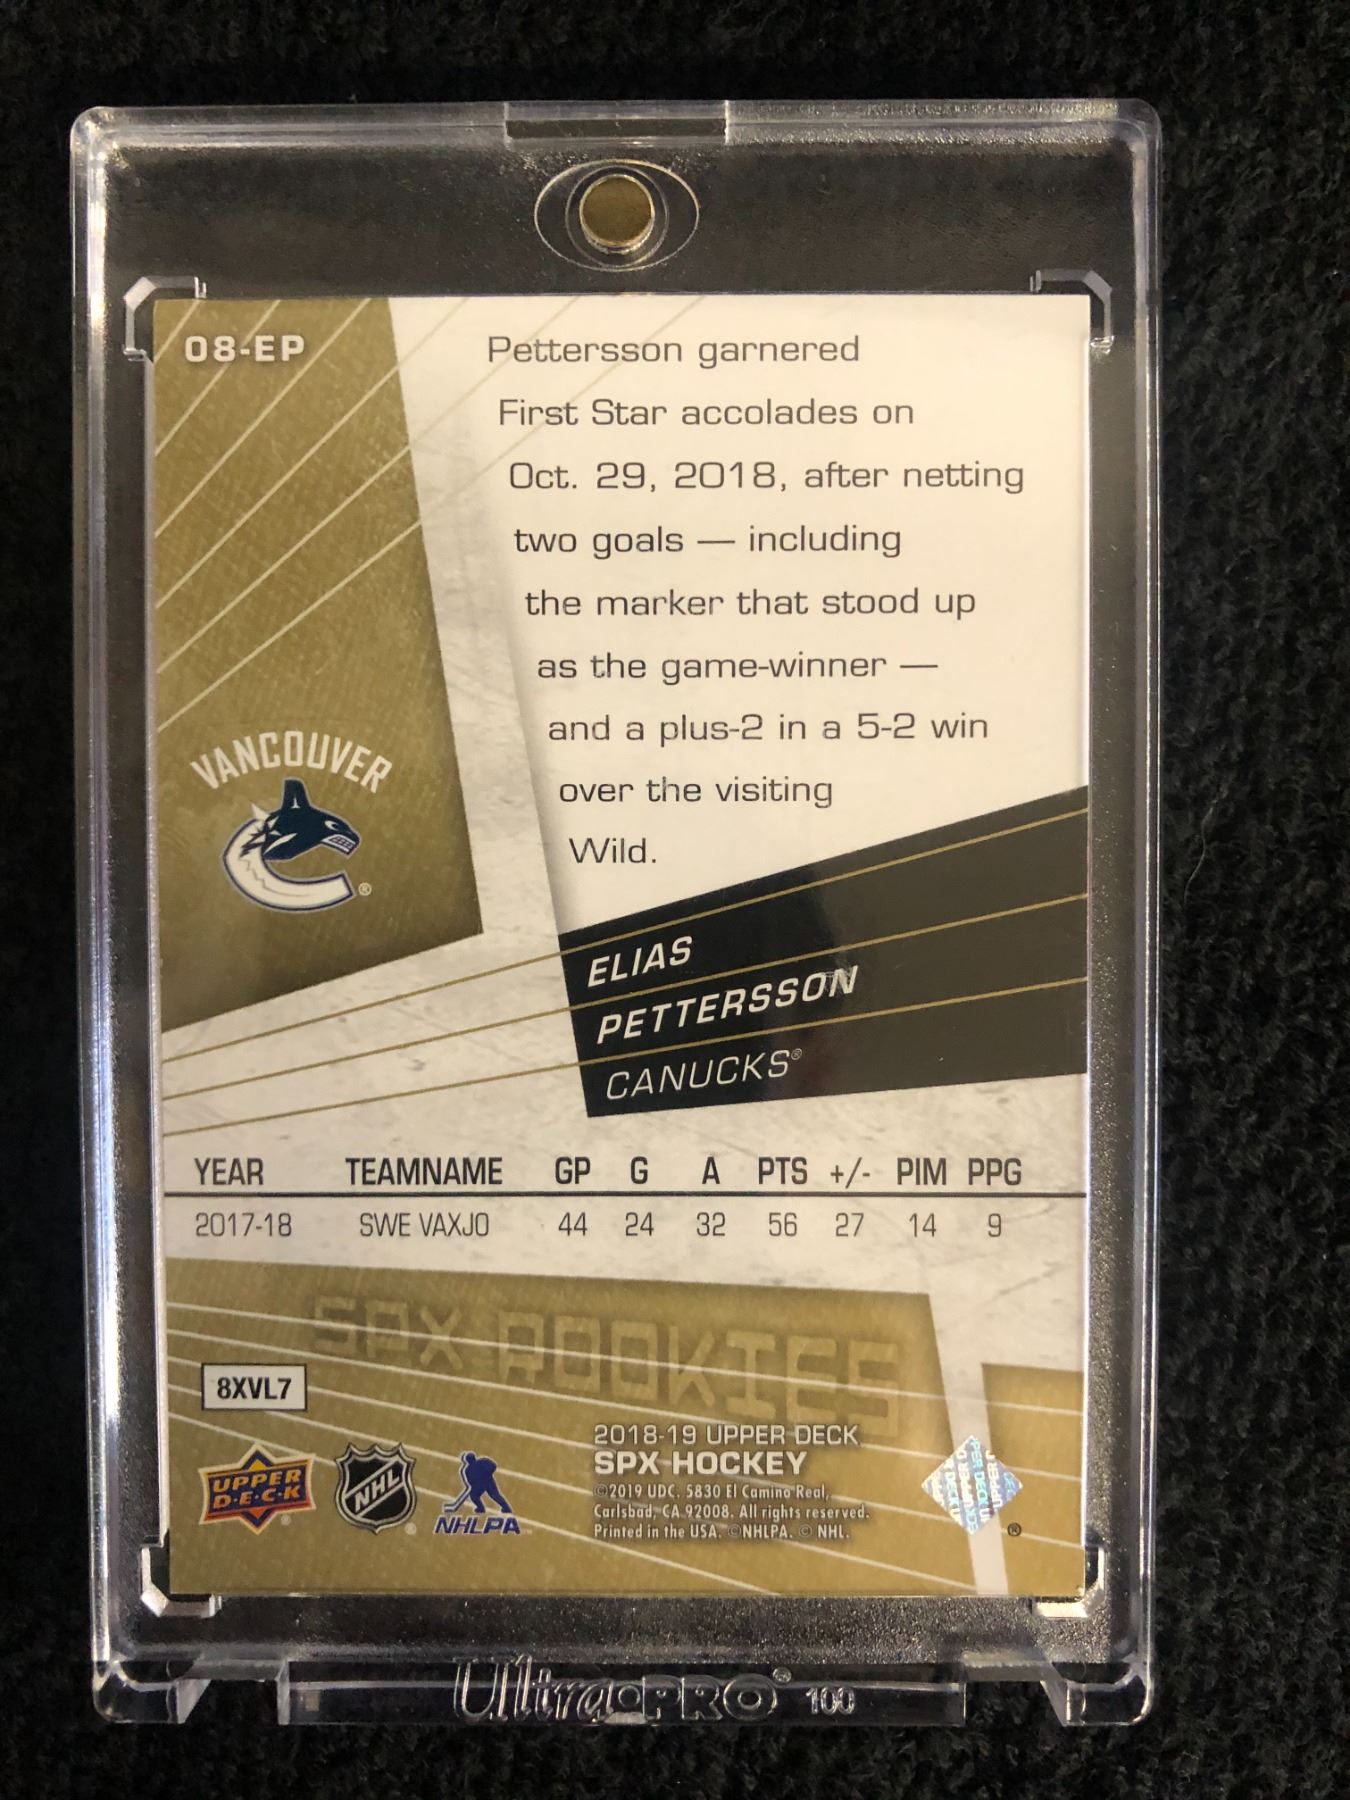 08-EP
Pettersson garnered
First Star accolades on
Oct. 29, 2018, after netting
two goals — including
the marker that stood up
as the game-winner —
and a plus-2 in a 5-2 win
over the visiting
Wild.
VANCOUVER
®
ELIAS
PETTERSSON
CANUCKS®
YEAR TEAMNAME GP G A PTS +/- PIM PPG
2017-18 SWE VAXJO 44 24 32 56 27 14 9
SPX ROOKIES
8XVL7
UPPER
D·E·C·K
®
NHL
®
NHLPA
2018-19 UPPER DECK
SPX HOCKEY
©2019 UDC. 5830 El Camino Real,
Carlsbad, CA 92008. All rights reserved.
Printed in the USA. ©NHLPA. © NHL.
®
Ultra•PRO® 100